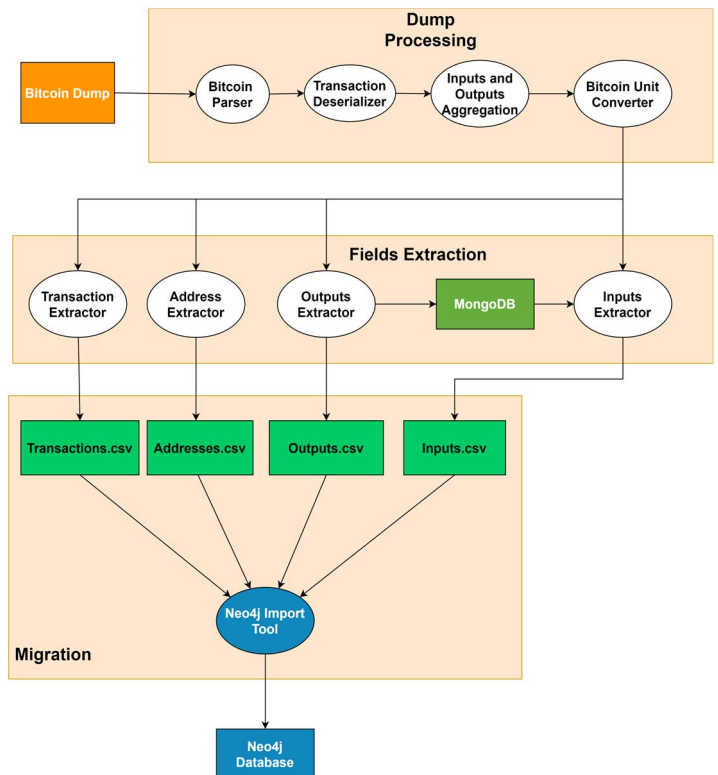 Dump
Processing
Bitcoin Dump
Bitcoin
Parser
Transaction
Deserializer
Inputs and
Outputs
Aggregation
Bitcoin Unit
Converter
Fields Extraction
Transaction
Extractor
Address
Extractor
Outputs
Extractor
MongoDB
Inputs
Extractor
Transactions.csv
Addresses.csv
Outputs.csv
Inputs.csv
Neo4j Import
Tool
Migration
Neo4j
Database